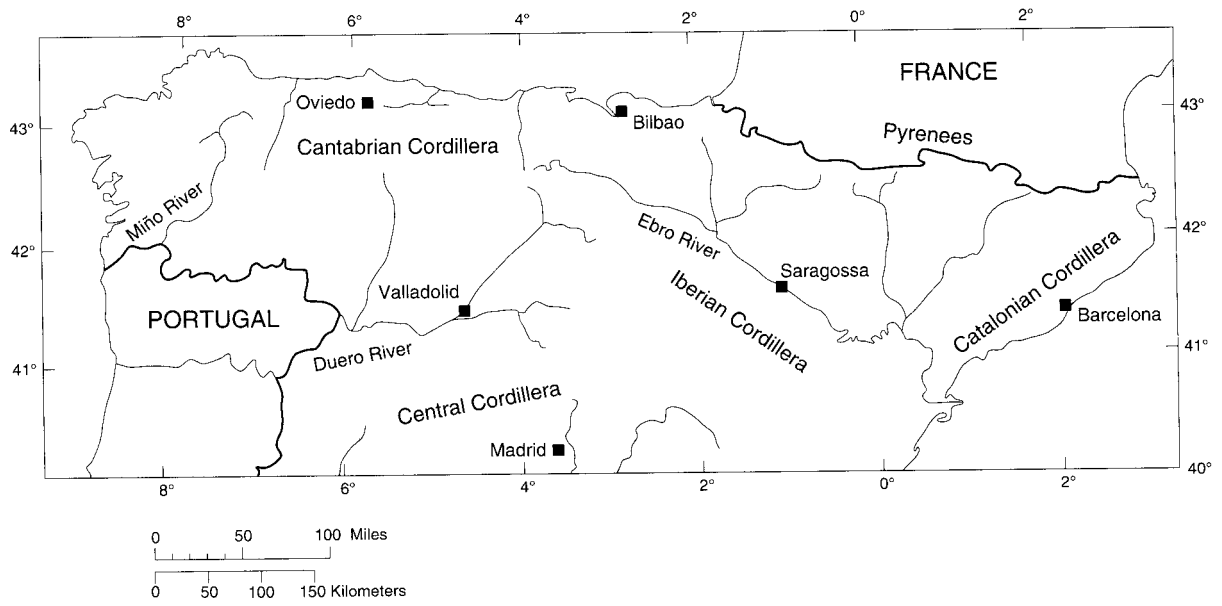 8° 6° 4° 2° 0° 2°
FRANCE
Oviedo
43°
43°
Bilbao
Pyrenees
Cantabrian Cordillera
Miño River
Ebro River
42°
42°
Saragossa
Catalonian Cordillera
Valladolid
Iberian Cordillera
PORTUGAL
Barcelona
Duero River
41°
41°
Central Cordillera
Madrid
40°
8° 6° 4° 2° 0° 2°
0 50 100 Miles
0 50 100 150 Kilometers